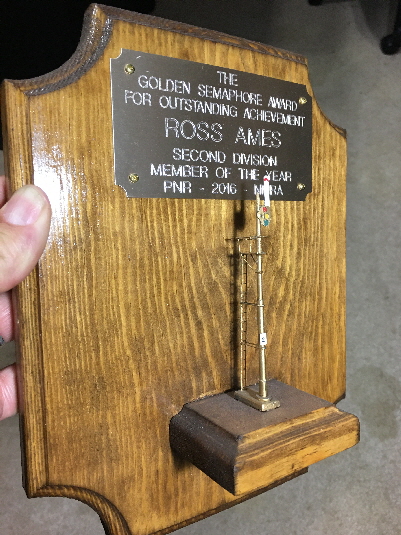 THE
GOLDEN SEMAPHORE AWARD
FOR OUTSTANDING ACHIEVEMENT
ROSS AMES
SECOND DIVISION
MEMBER OF THE YEAR
PNR - 2016 - NMRA